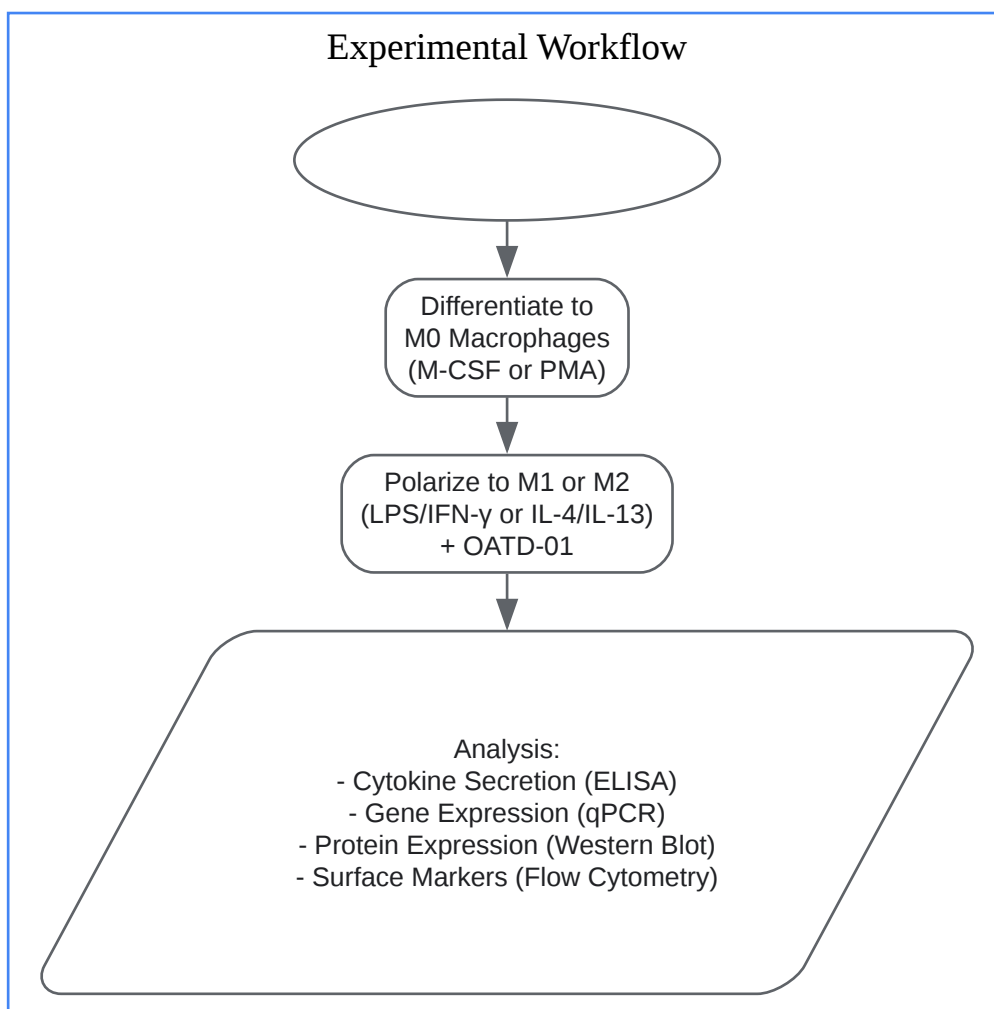 Experimental Workflow
Differentiate to
M0 Macrophages
(M-CSF or PMA)
Polarize to M1 or M2
(LPS/IFN-γ or IL-4/IL-13)
+ OATD-01
Analysis:
- Cytokine Secretion (ELISA)
- Gene Expression (qPCR)
- Protein Expression (Western Blot)
- Surface Markers (Flow Cytometry)